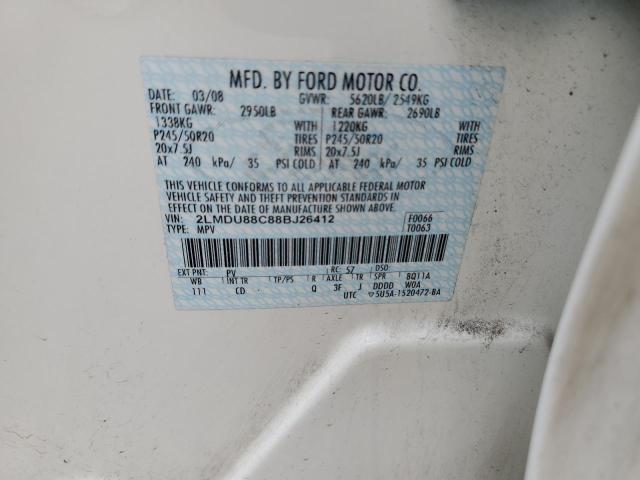 MFD. BY FORD MOTOR CO.
DATE: 03/08 GVWR: 5620LB/ 2549KG
FRONT GAWR: 2950LB REAR GAWR: 2690LB
1338KG 1220KG
P245/50R20 TIRES P245/50R20 TIRES
20x7.5J RIMS 20x7.5J RIMS
AT 240 kPa/ 35 PSI COLD AT 240 kPa/ 35 PSI COLD
THIS VEHICLE CONFORMS TO ALL APPLICABLE FEDERAL MOTOR
VEHICLE SAFETY AND THEFT PREVENTION STANDARDS IN
EFFECT ON THE DATE OF MANUFACTURE SHOWN ABOVE.
VIN: 2LMDU88C88BJ26412 F0066
TYPE: MPV T0063
EXT PNT: PV RC: 52 DSO:
WB INT TR TP/PS R AXLE TR SPR BQ11A
111 CD Q 3F J DDDD W0A
UTC ▽5U5A-1520472-BA